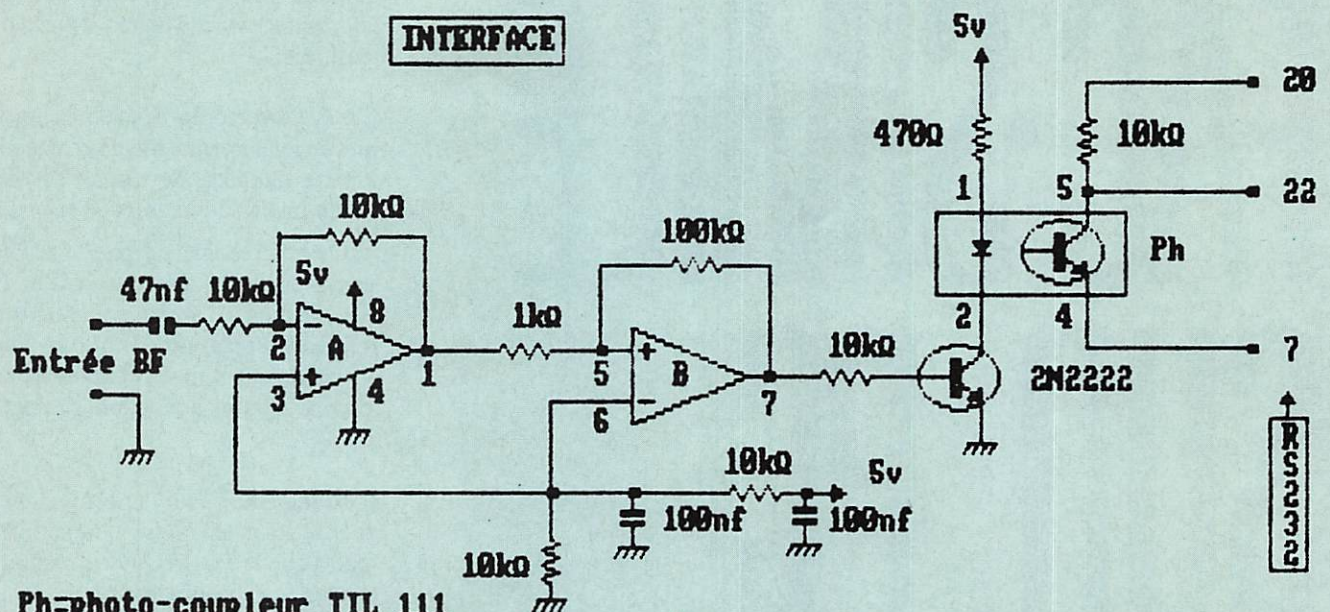 INTERFACE
5v
20
470Ω
10kΩ
1
5
22
10kΩ
100kΩ
Ph
5v
47nf
10kΩ
8
2
4
1kΩ
2
A
5
B
10kΩ
Entrée BF
1
7
2N2222
7
3
4
6
10kΩ
5v
RS232
100nf
100nf
10kΩ
Ph=photo-coupleur TIL 111